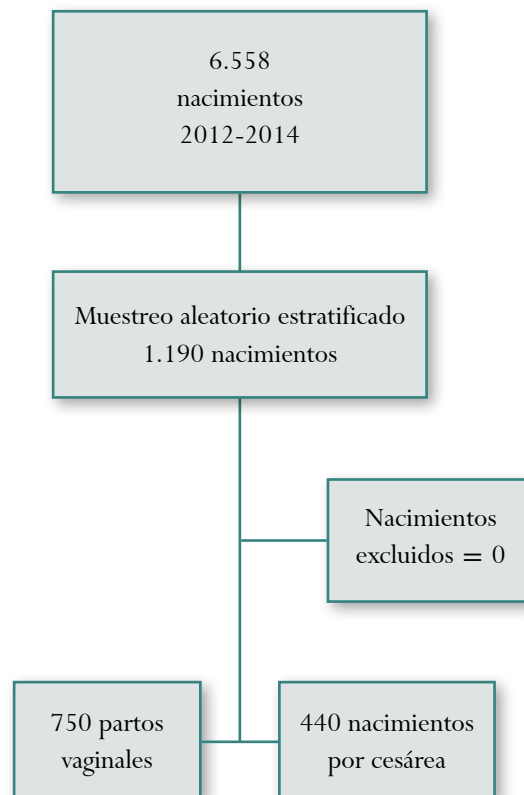 6.558
nacimientos
2012-2014
Muestreo aleatorio estratificado
1.190 nacimientos
Nacimientos
excluidos = 0
750 partos
vaginales
440 nacimientos
por cesárea